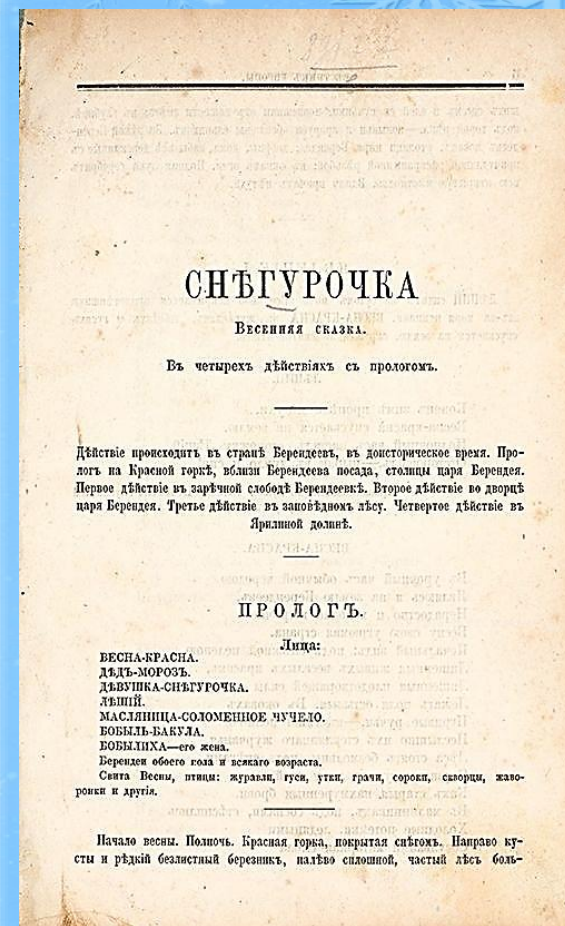 СНѢГУРОЧКА
Весенняя сказка.
Въ четырехъ дѣйствіяхъ съ прологомъ.
Дѣйствіе происходитъ въ странѣ Берендеевъ, въ доисторическое время. Про-
логъ на Красной горкѣ, вблизи Берендеева посада, столицы царя Берендея.
Первое дѣйствіе въ зарѣчной слободѣ Берендеевкѣ. Второе дѣйствіе во дворцѣ
царя Берендея. Третье дѣйствіе въ заповѣдномъ лѣсу. Четвертое дѣйствіе въ
Ярилиной долинѣ.
ПРОЛОГЪ.
Лица:
ВЕСНА-КРАСНА.
ДѢДЪ-МОРОЗЪ.
ДѢВУШКА-СНѢГУРОЧКА.
ЛѢШІЙ.
МАСЛЯНИЦА-СОЛОМЕННОЕ ЧУЧЕЛО.
БОБЫЛЬ-БАКУЛА.
БОБЫЛИХА—его жена.
Берендеи обоего пола и всякаго возраста.
Свита Весны, птицы: журавли, гуси, утки, грачи, сороки, скворцы, жаво-
ронки и другія.
Начало весны. Полночь. Красная горка, покрытая снѣгомъ. Направо ку-
сты и рѣдкій безлистный березникъ, налѣво сплошной, частый лѣсъ боль-